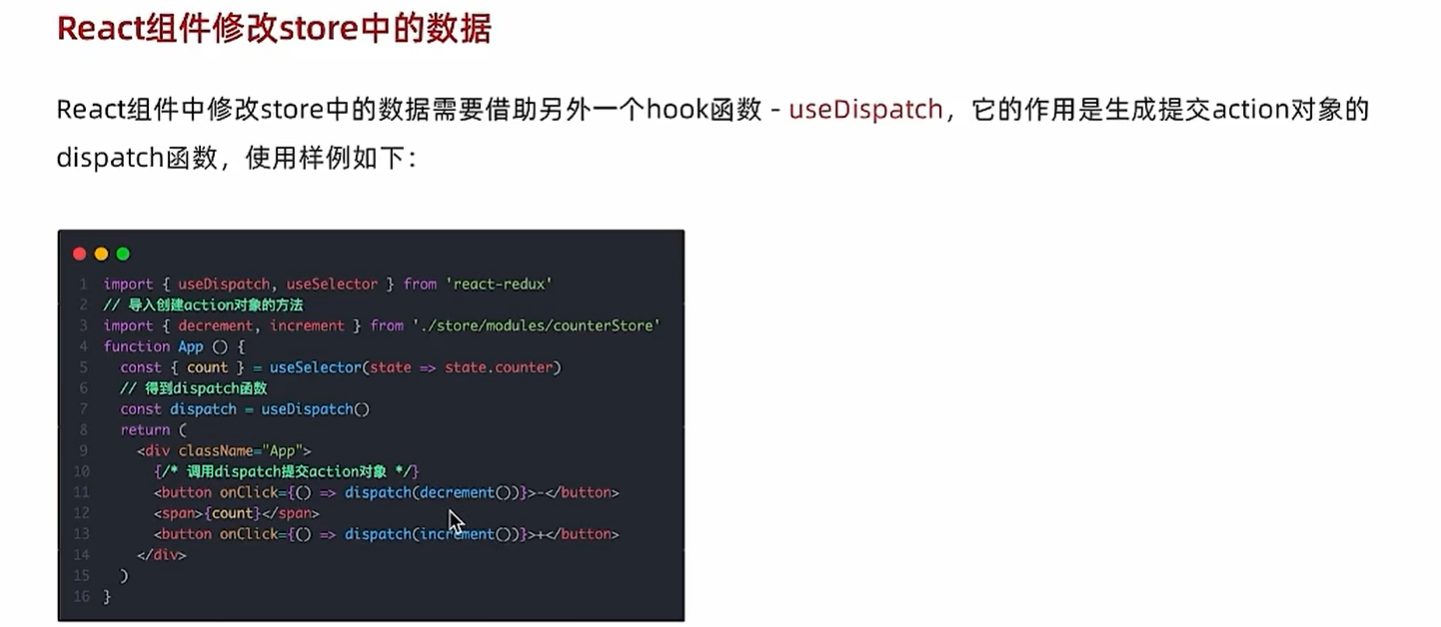 React组件修改store中的数据
React组件中修改store中的数据需要借助另外一个hook函数 - useDispatch，它的作用是生成提交action对象的
dispatch函数，使用样例如下：
1 import { useDispatch, useSelector } from 'react-redux'
2 // 导入创建action对象的方法
3 import { decrement, increment } from './store/modules/counterStore'
4 function App () {
5   const { count } = useSelector(state => state.counter)
6   // 得到dispatch函数
7   const dispatch = useDispatch()
8   return (
9     <div className="App">
10       {/* 调用dispatch提交action对象 */}
11       <button onClick={() => dispatch(decrement())}>-</button>
12       <span>{count}</span>
13       <button onClick={() => dispatch(increment())}>+</button>
14     </div>
15   )
16 }